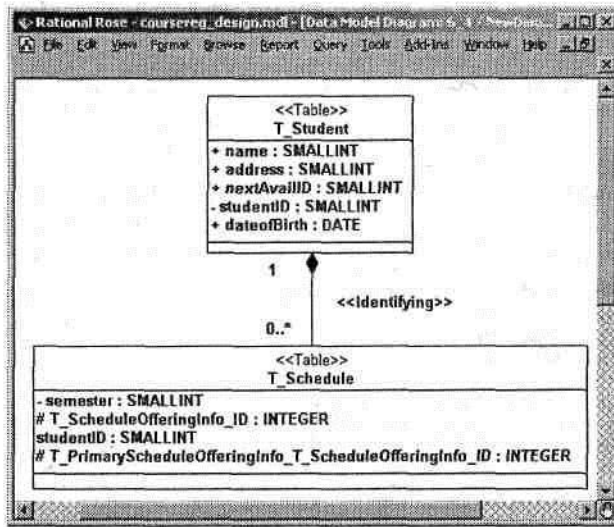 Rational Rose - coursereg_design.mdl - [Data Model Diagram:
File Edit View Format Browse Report Query Tools Add-Ins Window Help
<<Table>>
T_Student
+ name : SMALLINT
+ address : SMALLINT
+ nextAvailID : SMALLINT
- studentID : SMALLINT
+ dateofBirth : DATE
1
<<Identifying>>
0..*
<<Table>>
T_Schedule
- semester : SMALLINT
# T_ScheduleOfferingInfo_ID : INTEGER
studentID : SMALLINT
# T_PrimaryScheduleOfferingInfo_T_ScheduleOfferingInfo_ID : INTEGER